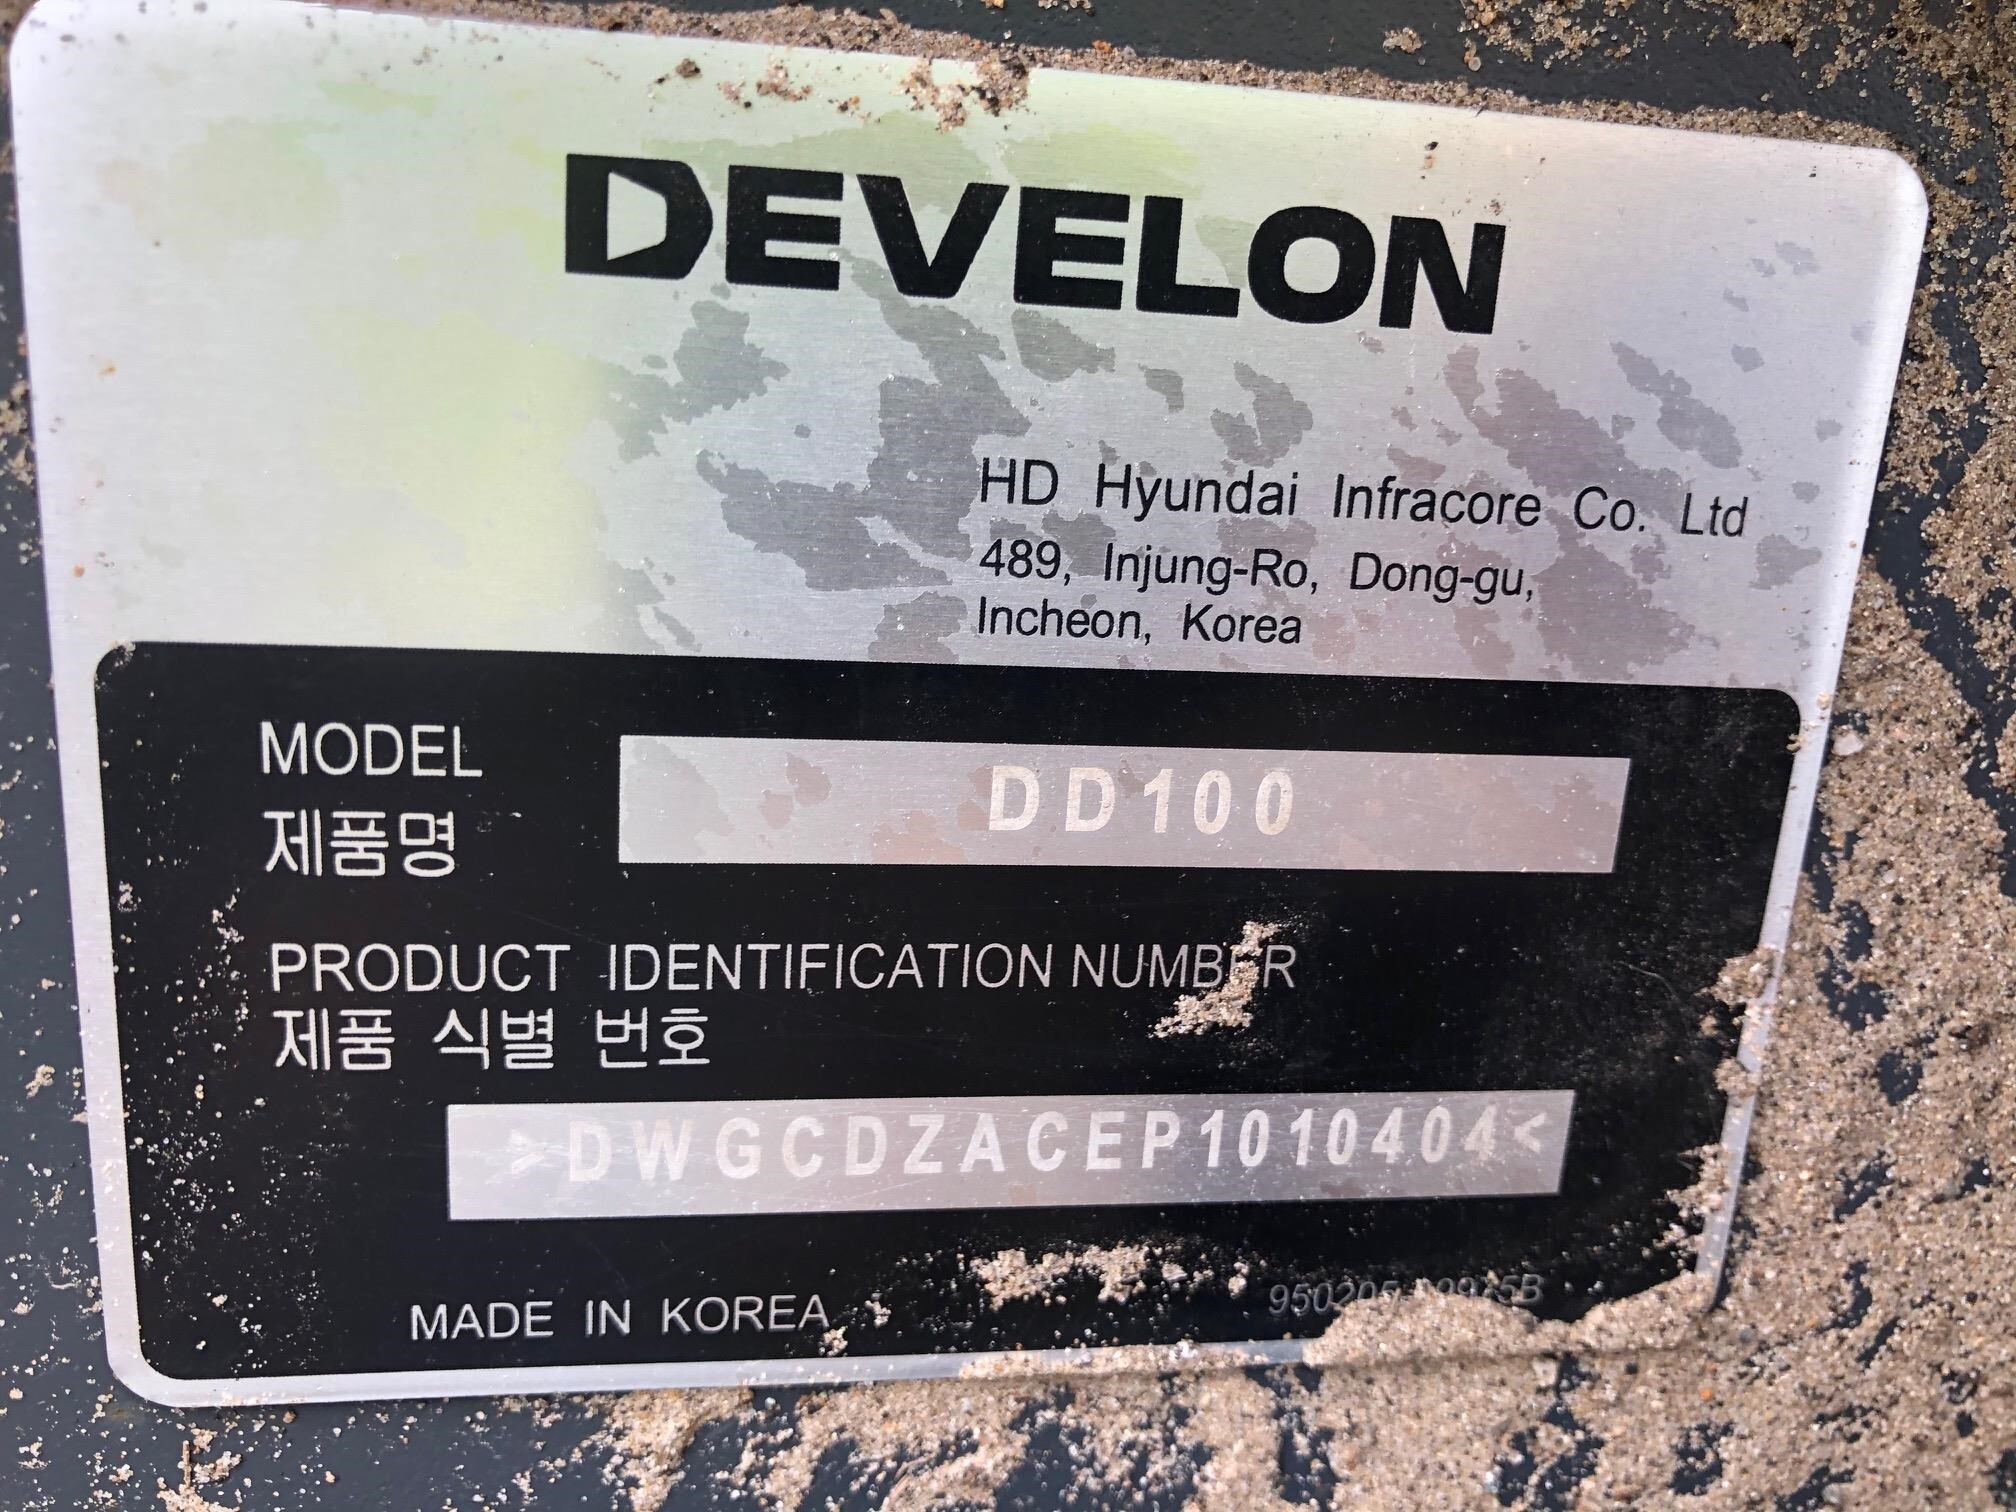 DEVELON
HD Hyundai Infracore Co. Ltd
489, Injung-Ro, Dong-gu,
Incheon, Korea
MODEL
제품명
DD100
PRODUCT IDENTIFICATION NUMBER
제품 식별 번호
>DWGCDZACEP1010404<
MADE IN KOREA